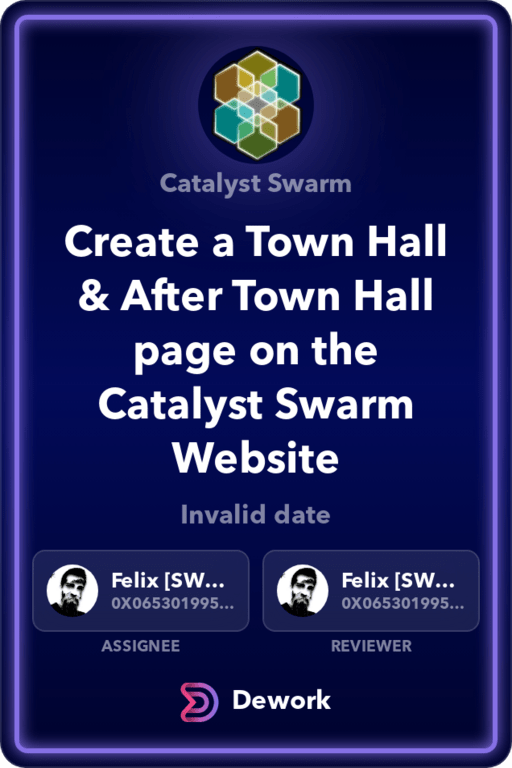 Catalyst Swarm
Create a Town Hall
& After Town Hall
page on the
Catalyst Swarm
Website
Invalid date
Felix [SW...
0X065301995...
ASSIGNEE
Felix [SW...
0X065301995...
REVIEWER
Dework